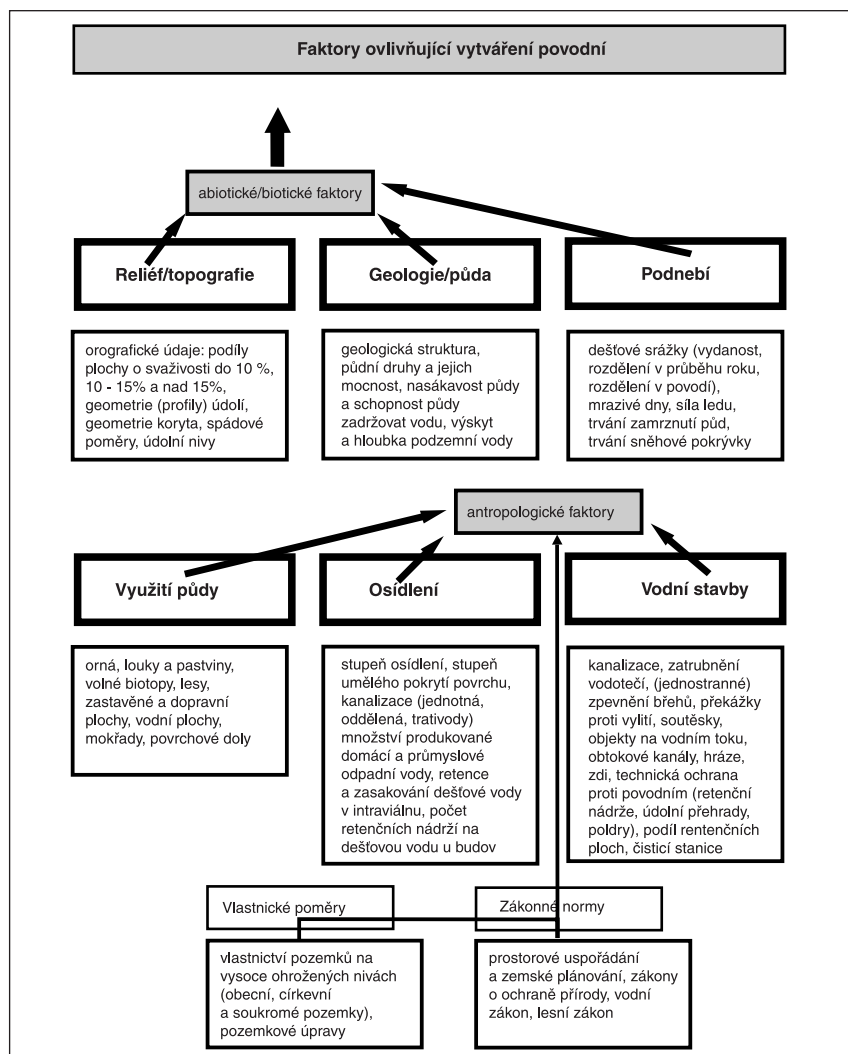 Faktory ovlivňující vytváření povodní
abiotické/biotické faktory
Reliéf/topografie
Geologie/půda
Podnebí
orografické údaje: podíly
plochy o svaživosti do 10 %,
10 - 15% a nad 15%,
geometrie (profily) údolí,
geometrie koryta, spádové
poměry, údolní nivy
geologická struktura,
půdní druhy a jejich
mocnost, nasákavost půdy
a schopnost půdy
zadržovat vodu, výskyt
a hloubka podzemní vody
dešťové srážky (vydanost,
rozdělení v průběhu roku,
rozdělení v povodí),
mrazivé dny, síla ledu,
trvání zamrznutí půd,
trvání sněhové pokrývky
antropologické faktory
Využití půdy
Osídlení
Vodní stavby
orná, louky a pastviny,
volné biotopy, lesy,
zastavěné a dopravní
plochy, vodní plochy,
mokřady, povrchové doly
stupeň osídlení, stupeň
umělého pokrytí povrchu,
kanalizace (jednotná,
oddělená, trativody)
množství produkované
domácí a průmyslové
odpadní vody, retence
a zasakování dešťové vody
v intraviálnu, počet
retenčních nádrží na
dešťovou vodu u budov
kanalizace, zatrubnění
vodotečí, (jednostranné)
zpevnění břehů, překážky
proti vylití, soutěsky,
objekty na vodním toku,
obtokové kanály, hráze,
zdi, technická ochrana
proti povodním (retenční
nádrže, údolní přehrady,
poldry), podíl rentenčních
ploch, čisticí stanice
Vlastnické poměry
Zákonné normy
vlastnictví pozemků na
vysoce ohrožených nivách
(obecní, církevní
a soukromé pozemky),
pozemkové úpravy
prostorové uspořádání
a zemské plánování, zákony
o ochraně přírody, vodní
zákon, lesní zákon